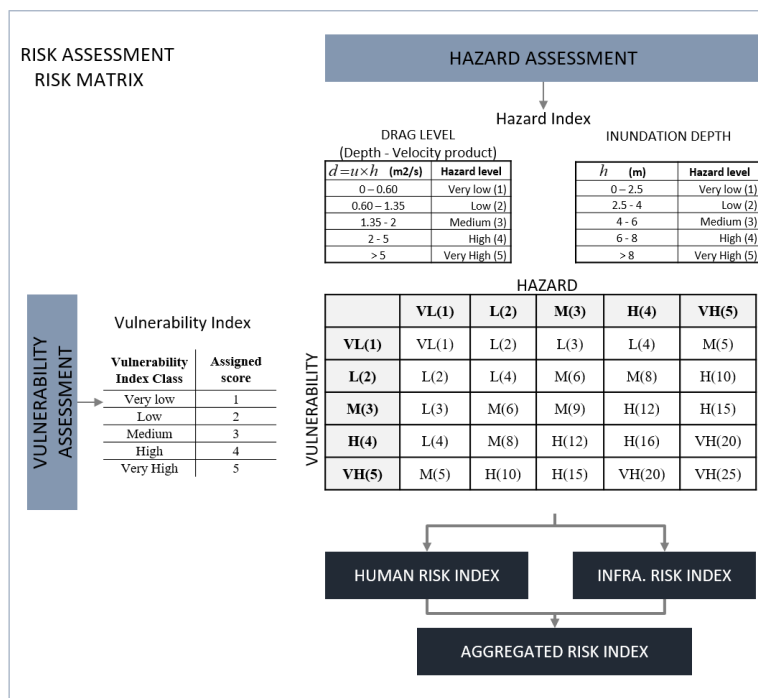 RISK ASSESSMENT
RISK MATRIX
HAZARD ASSESSMENT
Hazard Index
DRAG LEVEL
(Depth - Velocity product)
d=u×h (m2/s) Hazard level
0 – 0.60 Very low (1)
0.60 – 1.35 Low (2)
1.35 - 2 Medium (3)
2 - 5 High (4)
> 5 Very High (5)
INUNDATION DEPTH
h (m) Hazard level
0 – 2.5 Very low (1)
2.5 - 4 Low (2)
4 - 6 Medium (3)
6 - 8 High (4)
> 8 Very High (5)
VULNERABILITY
ASSESSMENT
Vulnerability Index
Vulnerability Assigned
Index Class score
Very low 1
Low 2
Medium 3
High 4
Very High 5
HAZARD
VULNERABILITY
VL(1) L(2) M(3) H(4) VH(5)
VL(1) VL(1) L(2) L(3) L(4) M(5)
L(2) L(2) L(4) M(6) M(8) H(10)
M(3) L(3) M(6) M(9) H(12) H(15)
H(4) L(4) M(8) H(12) H(16) VH(20)
VH(5) M(5) H(10) H(15) VH(20) VH(25)
HUMAN RISK INDEX
INFRA. RISK INDEX
AGGREGATED RISK INDEX